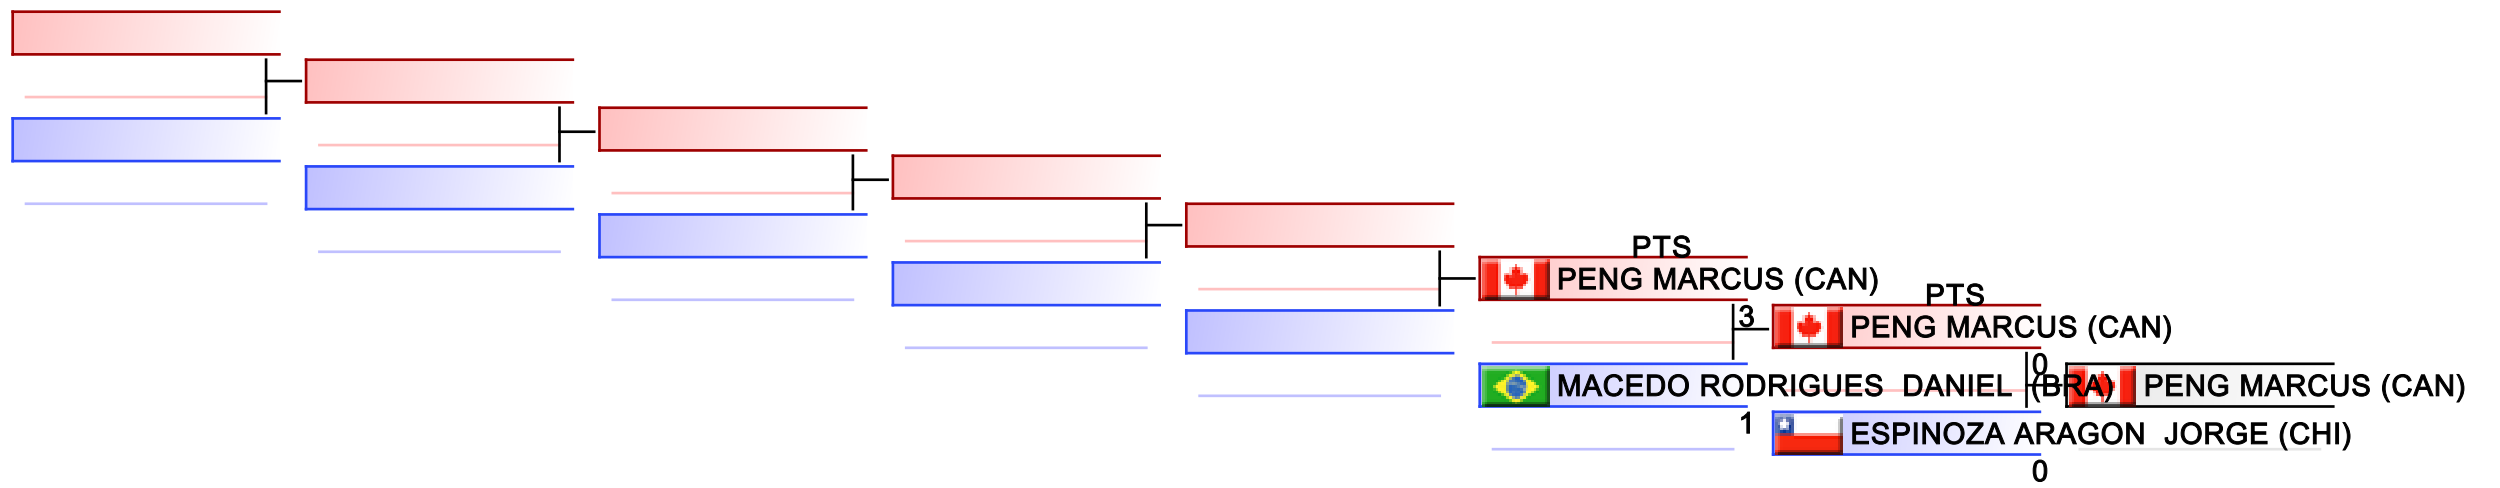 PTS
PENG MARCUS (CAN)
3
MACEDO RODRIGUES DANIEL (BRA)
1
PTS
PENG MARCUS (CAN)
0
ESPINOZA ARAGON JORGE (CHI)
0
PENG MARCUS (CAN)